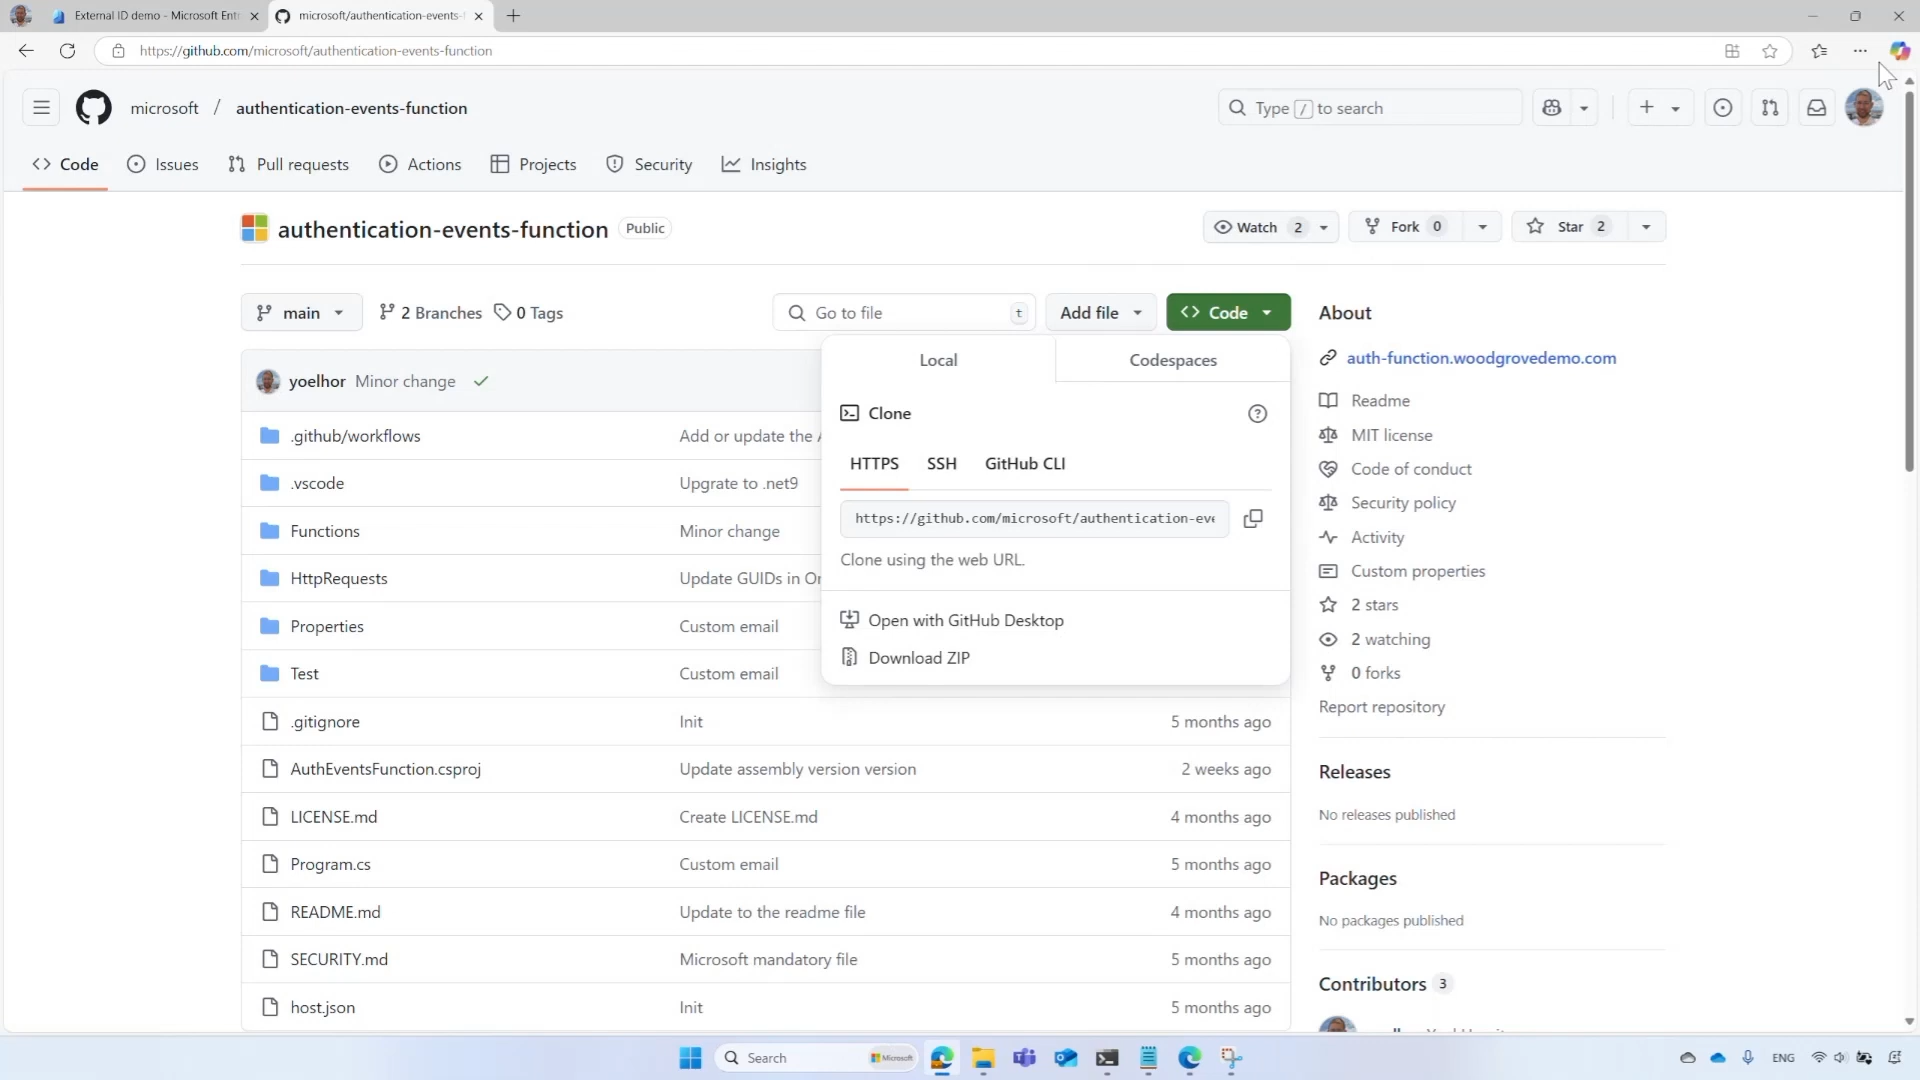 External ID demo - Microsoft Entr
microsoft/authentication-events-f
https://github.com/microsoft/authentication-events-function
microsoft / authentication-events-function
Type / to search
Code
Issues
Pull requests
Actions
Projects
Security
Insights
authentication-events-function
Public
Watch 2
Fork 0
Star 2
main
2 Branches
0 Tags
Go to file
t
Add file
Code
Local
Codespaces
Clone
HTTPS
SSH
GitHub CLI
https://github.com/microsoft/authentication-eve
Clone using the web URL.
Open with GitHub Desktop
Download ZIP
yoelhor Minor change
.github/workflows Add or update the A
.vscode Upgrate to .net9
Functions Minor change
HttpRequests Update GUIDs in Or
Properties Custom email
Test Custom email
.gitignore Init 5 months ago
AuthEventsFunction.csproj Update assembly version version 2 weeks ago
LICENSE.md Create LICENSE.md 4 months ago
Program.cs Custom email 5 months ago
README.md Update to the readme file 4 months ago
SECURITY.md Microsoft mandatory file 5 months ago
host.json Init 5 months ago
About
auth-function.woodgrovedemo.com
Readme
MIT license
Code of conduct
Security policy
Activity
Custom properties
2 stars
2 watching
0 forks
Report repository
Releases
No releases published
Packages
No packages published
Contributors 3
Search
Microsoft
ENG